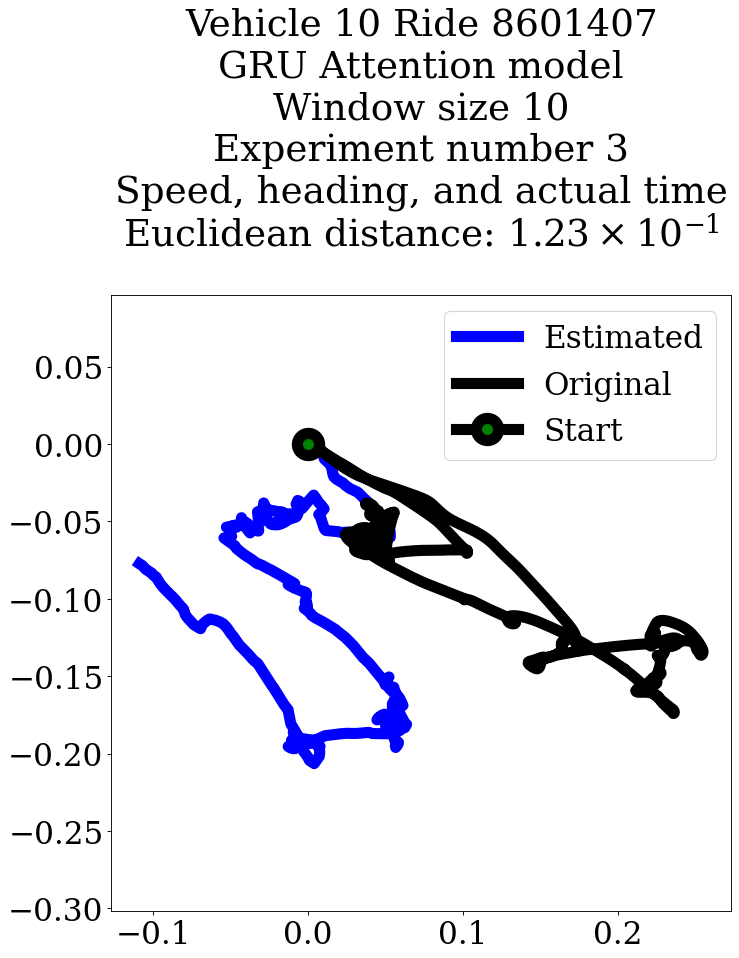 Vehicle 10 Ride 8601407
GRU Attention model
Window size 10
Experiment number 3
Speed, heading, and actual time
Euclidean distance: 1.23 × 10⁻¹
Estimated
Original
Start
0.05
0.00
−0.05
−0.10
−0.15
−0.20
−0.25
−0.30
−0.1
0.0
0.1
0.2